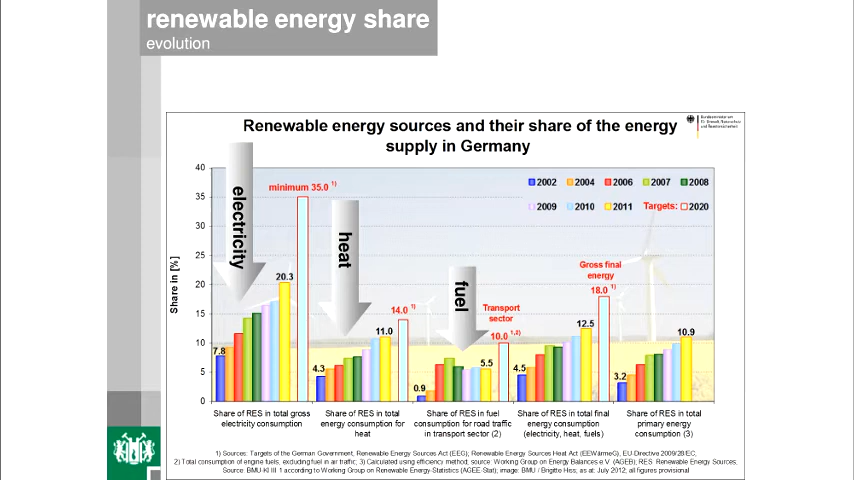 renewable energy share
evolution
Renewable energy sources and their share of the energy
supply in Germany
Share in [%]
40
35
30
25
20
15
10
5
0
electricity
heat
fuel
2002 2004 2006 2007 2008
2009 2010 2011 Targets: 2020
minimum 35.0 1)
7.8
20.3
14.0 1)
4.3
11.0
Transport
sector
10.0 1,2)
0.9
5.5
Gross final
energy
18.0 1)
4.5
12.5
3.2
10.9
Share of RES in total gross
electricity consumption
Share of RES in total
energy consumption for
heat
Share of RES in fuel
consumption for road traffic
in transport sector (2)
Share of RES in total final
energy consumption
(electricity, heat, fuels)
Share of RES in total
primary energy
consumption (3)
1) Sources: Targets of the German Government, Renewable Energy Sources Act (EEG); Renewable Energy Sources Heat Act (EEWärmeG), EU-Directive 2009/28/EC,
2) Total consumption of engine fuels, excluding fuel in air traffic; 3) Calculated using efficiency method; source: Working Group on Energy Balances e.V. (AGEB); RES: Renewable Energy Sources,
Source: BMU-KI III 1 according to Working Group on Renewable Energy-Statistics (AGEE-Stat); image: BMU / Brigitte Hiss; as at: July 2012; all figures provisional